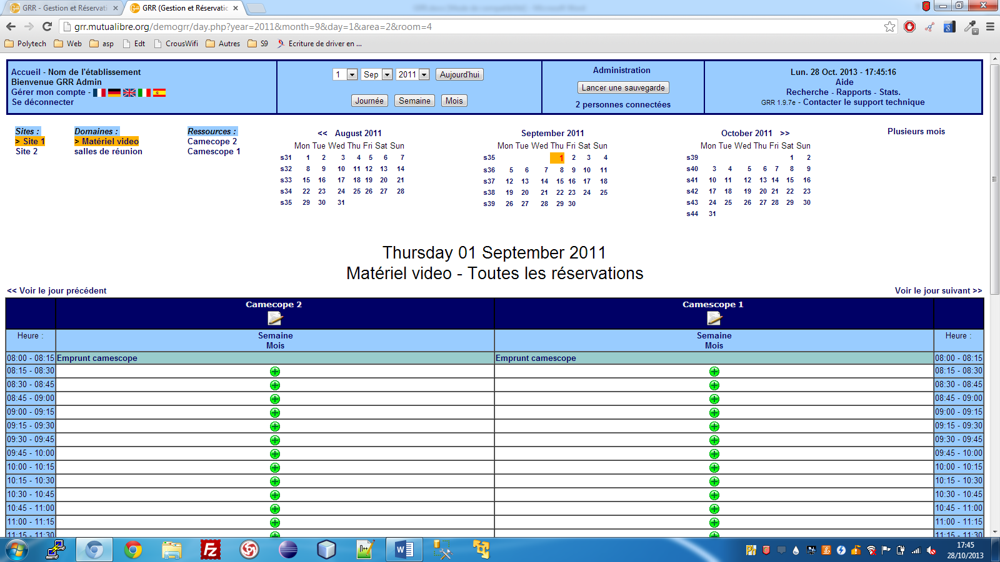 GRR - Gestion et Réservati
GRR (Gestion et Réservatio
grr.mutualibre.org/demogrr/day.php?year=2011&month=9&day=1&area=2&room=4
Polytech Web asp Edt CrousWifi Autres S9 Ecriture de driver en ...
Accueil - Nom de l'établissement
Bienvenue GRR Admin
Gérer mon compte -
Se déconnecter
1 Sep 2011 Aujourd'hui
Journée Semaine Mois
Administration
Lancer une sauvegarde
2 personnes connectées
Lun. 28 Oct. 2013 - 17:45:16
Aide
Recherche - Rapports - Stats.
GRR 1.9.7e - Contacter le support technique
Sites :
> Site 1
Site 2
Domaines :
> Matériel video
salles de réunion
Ressources :
Camecope 2
Camescope 1
<< August 2011
Mon Tue Wed Thu Fri Sat Sun
s31 1 2 3 4 5 6 7
s32 8 9 10 11 12 13 14
s33 15 16 17 18 19 20 21
s34 22 23 24 25 26 27 28
s35 29 30 31
September 2011
Mon Tue Wed Thu Fri Sat Sun
s35 1 2 3 4
s36 5 6 7 8 9 10 11
s37 12 13 14 15 16 17 18
s38 19 20 21 22 23 24 25
s39 26 27 28 29 30
October 2011 >>
Mon Tue Wed Thu Fri Sat Sun
s39 1 2
s40 3 4 5 6 7 8 9
s41 10 11 12 13 14 15 16
s42 17 18 19 20 21 22 23
s43 24 25 26 27 28 29 30
s44 31
Plusieurs mois
Thursday 01 September 2011
Matériel video - Toutes les réservations
<< Voir le jour précédent Voir le jour suivant >>
Camecope 2 Camescope 1
Heure : Semaine Semaine Heure :
Mois Mois
08:00 - 08:15 Emprunt camescope Emprunt camescope 08:00 - 08:15
08:15 - 08:30 08:15 - 08:30
08:30 - 08:45 08:30 - 08:45
08:45 - 09:00 08:45 - 09:00
09:00 - 09:15 09:00 - 09:15
09:15 - 09:30 09:15 - 09:30
09:30 - 09:45 09:30 - 09:45
09:45 - 10:00 09:45 - 10:00
10:00 - 10:15 10:00 - 10:15
10:15 - 10:30 10:15 - 10:30
10:30 - 10:45 10:30 - 10:45
10:45 - 11:00 10:45 - 11:00
11:00 - 11:15 11:00 - 11:15
11:15 - 11:30 11:15 - 11:30
17:45
28/10/2013